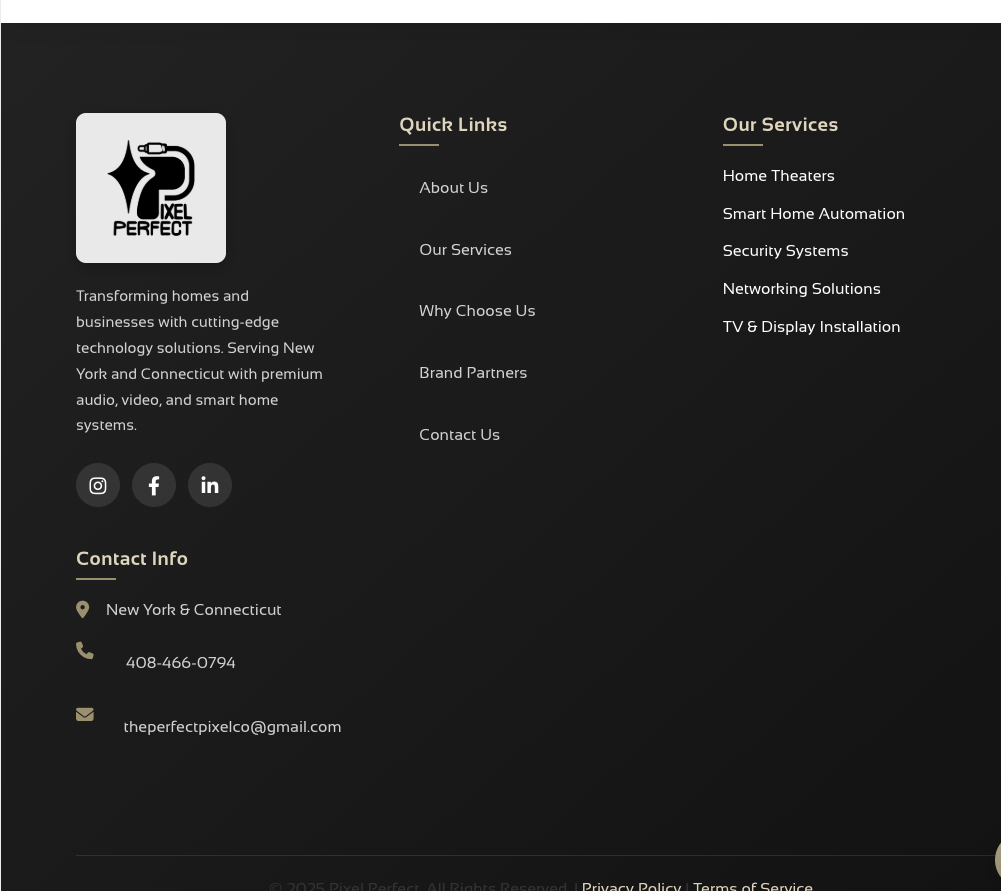 PIXEL
PERFECT
Transforming homes and
businesses with cutting-edge
technology solutions. Serving New
York and Connecticut with premium
audio, video, and smart home
systems.
Contact Info
New York & Connecticut
408-466-0794
theperfectpixelco@gmail.com
Quick Links
About Us
Our Services
Why Choose Us
Brand Partners
Contact Us
Our Services
Home Theaters
Smart Home Automation
Security Systems
Networking Solutions
TV & Display Installation
© 2025 Pixel Perfect. All Rights Reserved. | Privacy Policy | Terms of Service